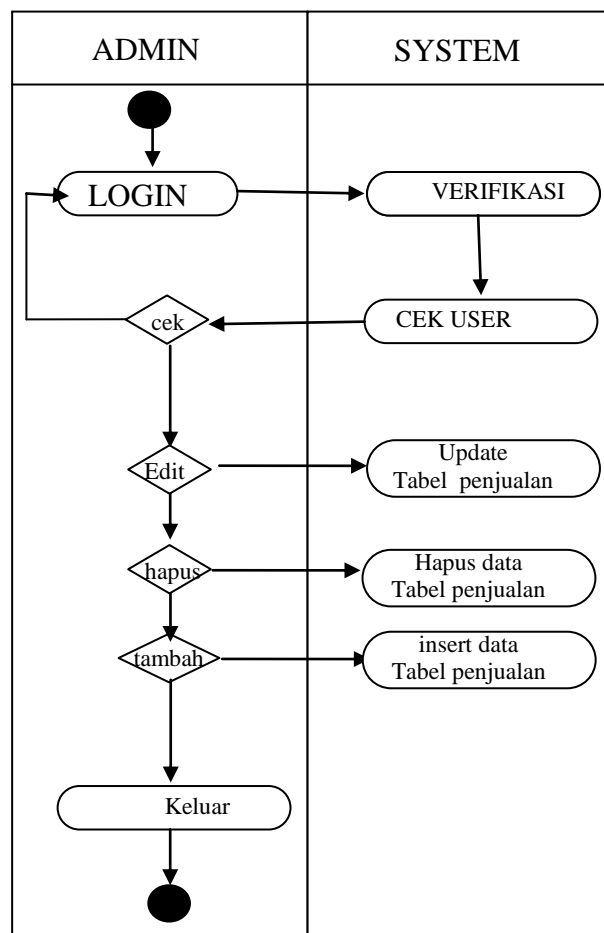 ADMIN
SYSTEM
LOGIN
VERIFIKASI
cek
CEK USER
Edit
Update
Tabel penjualan
hapus
Hapus data
Tabel penjualan
tambah
insert data
Tabel penjualan
Keluar